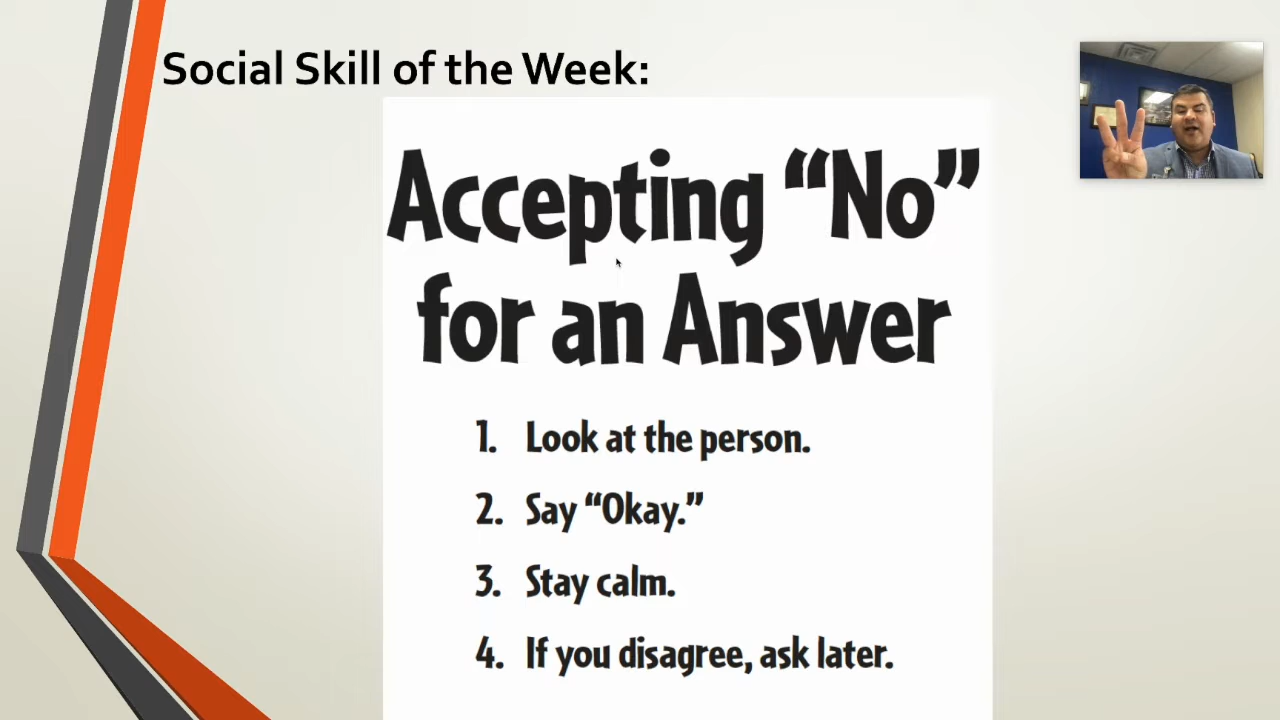 Social Skill of the Week:
Accepting “No”
for an Answer
1. Look at the person.
2. Say “Okay.”
3. Stay calm.
4. If you disagree, ask later.